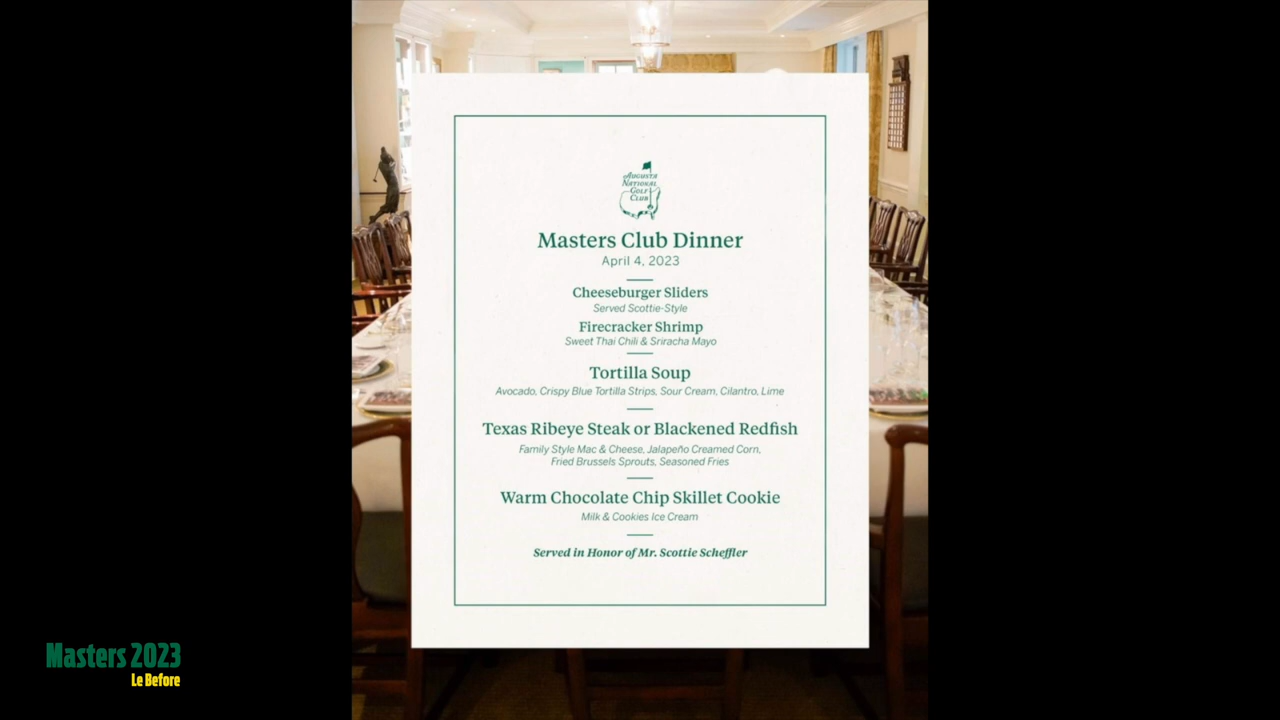 Augusta
National
Golf
Club
Masters Club Dinner
April 4, 2023
Cheeseburger Sliders
Served Scottie-Style
Firecracker Shrimp
Sweet Thai Chili & Sriracha Mayo
Tortilla Soup
Avocado, Crispy Blue Tortilla Strips, Sour Cream, Cilantro, Lime
Texas Ribeye Steak or Blackened Redfish
Family Style Mac & Cheese, Jalapeño Creamed Corn,
Fried Brussels Sprouts, Seasoned Fries
Warm Chocolate Chip Skillet Cookie
Milk & Cookies Ice Cream
Served in Honor of Mr. Scottie Scheffler
Masters 2023
Le Before